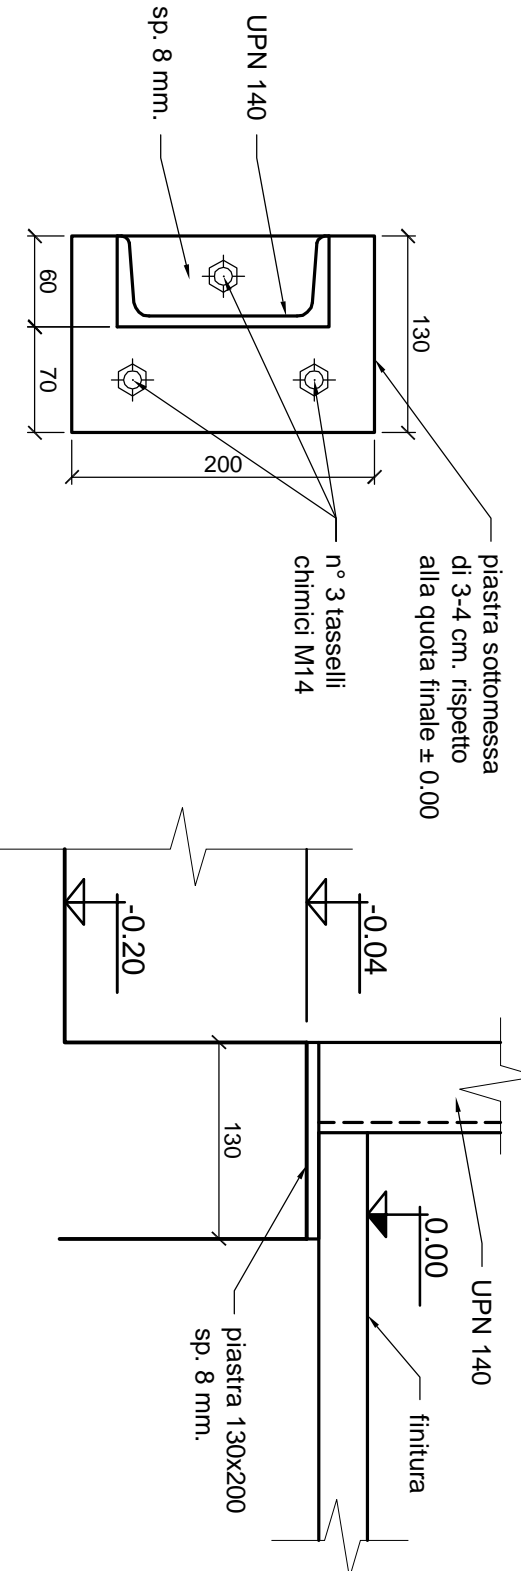 UPN 140
sp. 8 mm.
130
60
70
200
piastra sottomessa
di 3-4 cm. rispetto
alla quota finale ± 0.00
n° 3 tasselli
chimici M14
-0.04
-0.20
130
0.00
UPN 140
finitura
piastra 130x200
sp. 8 mm.